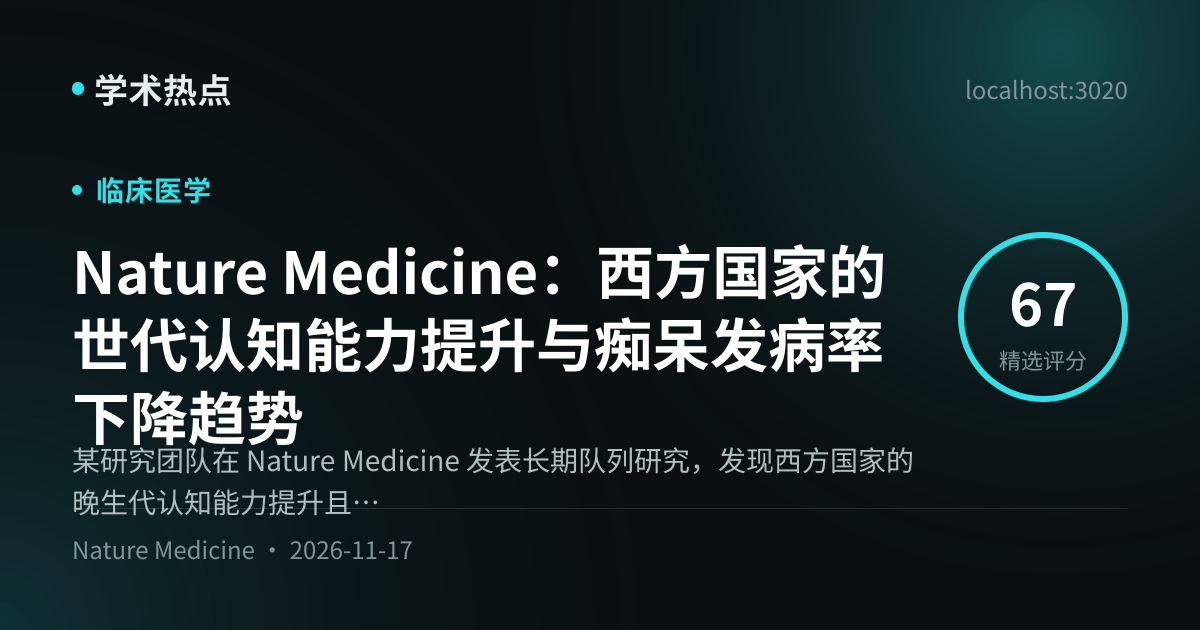 学术热点
localhost:3020
临床医学
Nature Medicine：西方国家的
世代认知能力提升与痴呆发病率
下降趋势
67
精选评分
某研究团队在 Nature Medicine 发表长期队列研究，发现西方国家的
晚生代认知能力提升且…
Nature Medicine · 2026-11-17